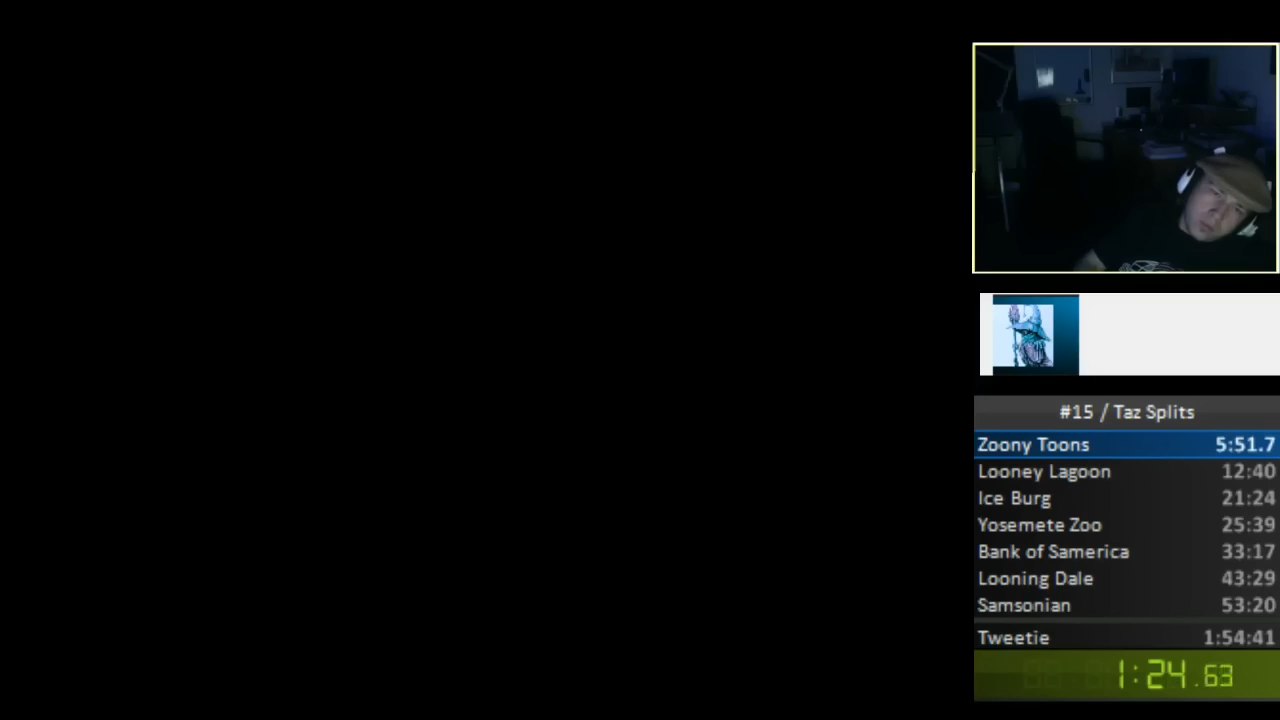 #15 / Taz Splits
Zoony Toons 5:51.7
Looney Lagoon 12:40
Ice Burg 21:24
Yosemete Zoo 25:39
Bank of Samerica 33:17
Looning Dale 43:29
Samsonian 53:20
Tweetie 1:54:41
1:24.63